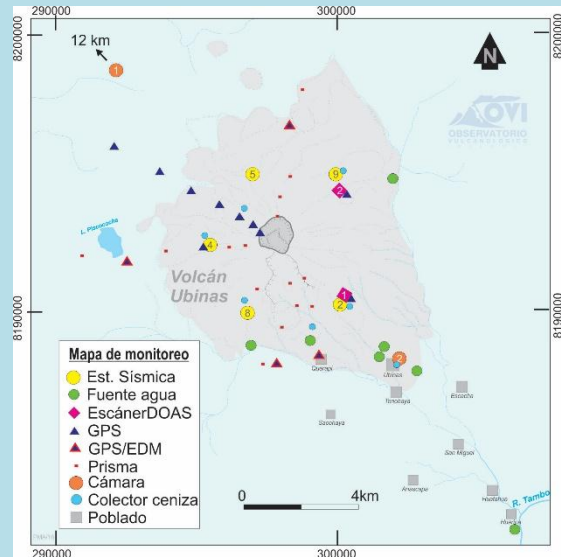 290000
300000
8200000
8200000
12 km
1
N
OVI
OBSERVATORIO
VULCANOLÓGICO
5
9
2
L. Piscococha
4
Volcán
Ubinas
1
2
8
8190000
8190000
2
Querapi
Ubinas
Tonohaya
Escacha
Sacohaya
San Miguel
Anascapa
Huatahua
Huarina
R. Tambo
Mapa de monitoreo
Est. Sísmica
Fuente agua
EscánerDOAS
GPS
GPS/EDM
Prisma
Cámara
Colector ceniza
Poblado
0
4km
290000
300000